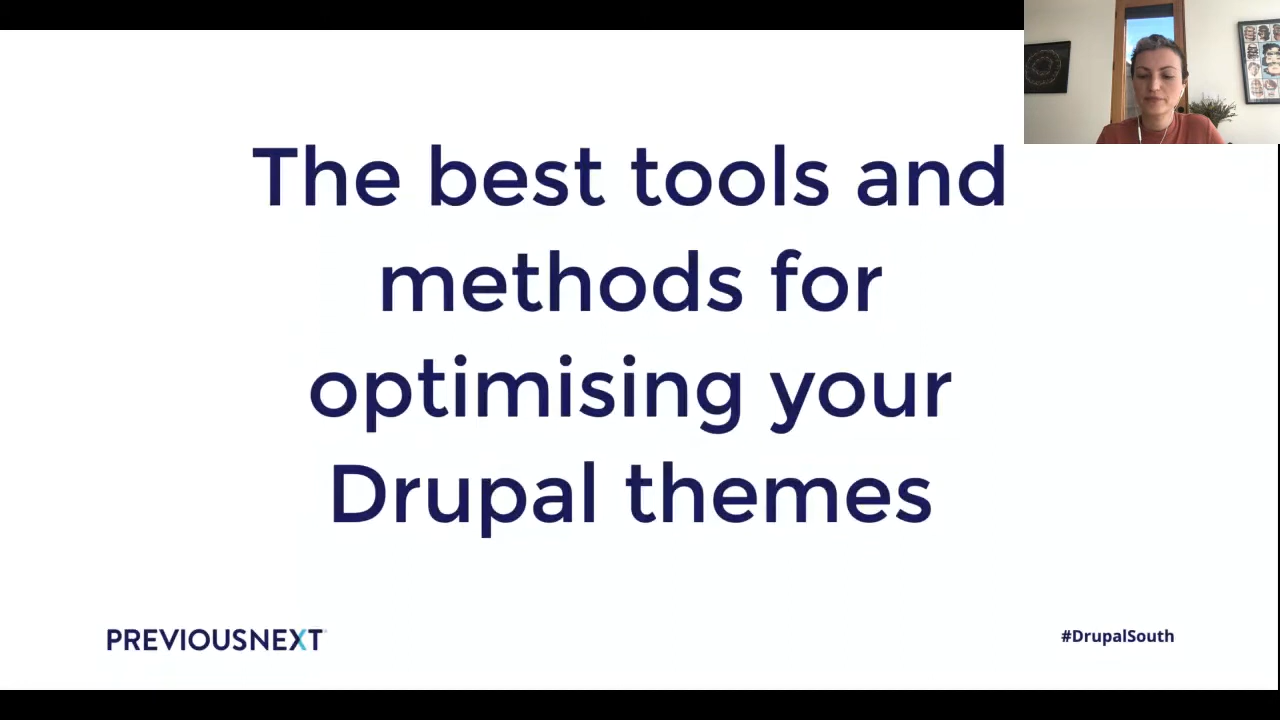 The best tools and
methods for
optimising your
Drupal themes
PREVIOUSNEXT
#DrupalSouth